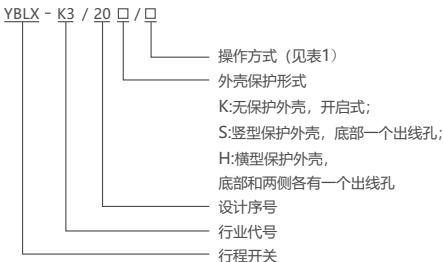 YBLX - K3 / 20 □ / □
操作方式（见表1）
外壳保护形式
K:无保护外壳，开启式；
S:竖型保护外壳，底部一个出线孔；
H:横型保护外壳，
底部和两侧各有一个出线孔
设计序号
行业代号
行程开关